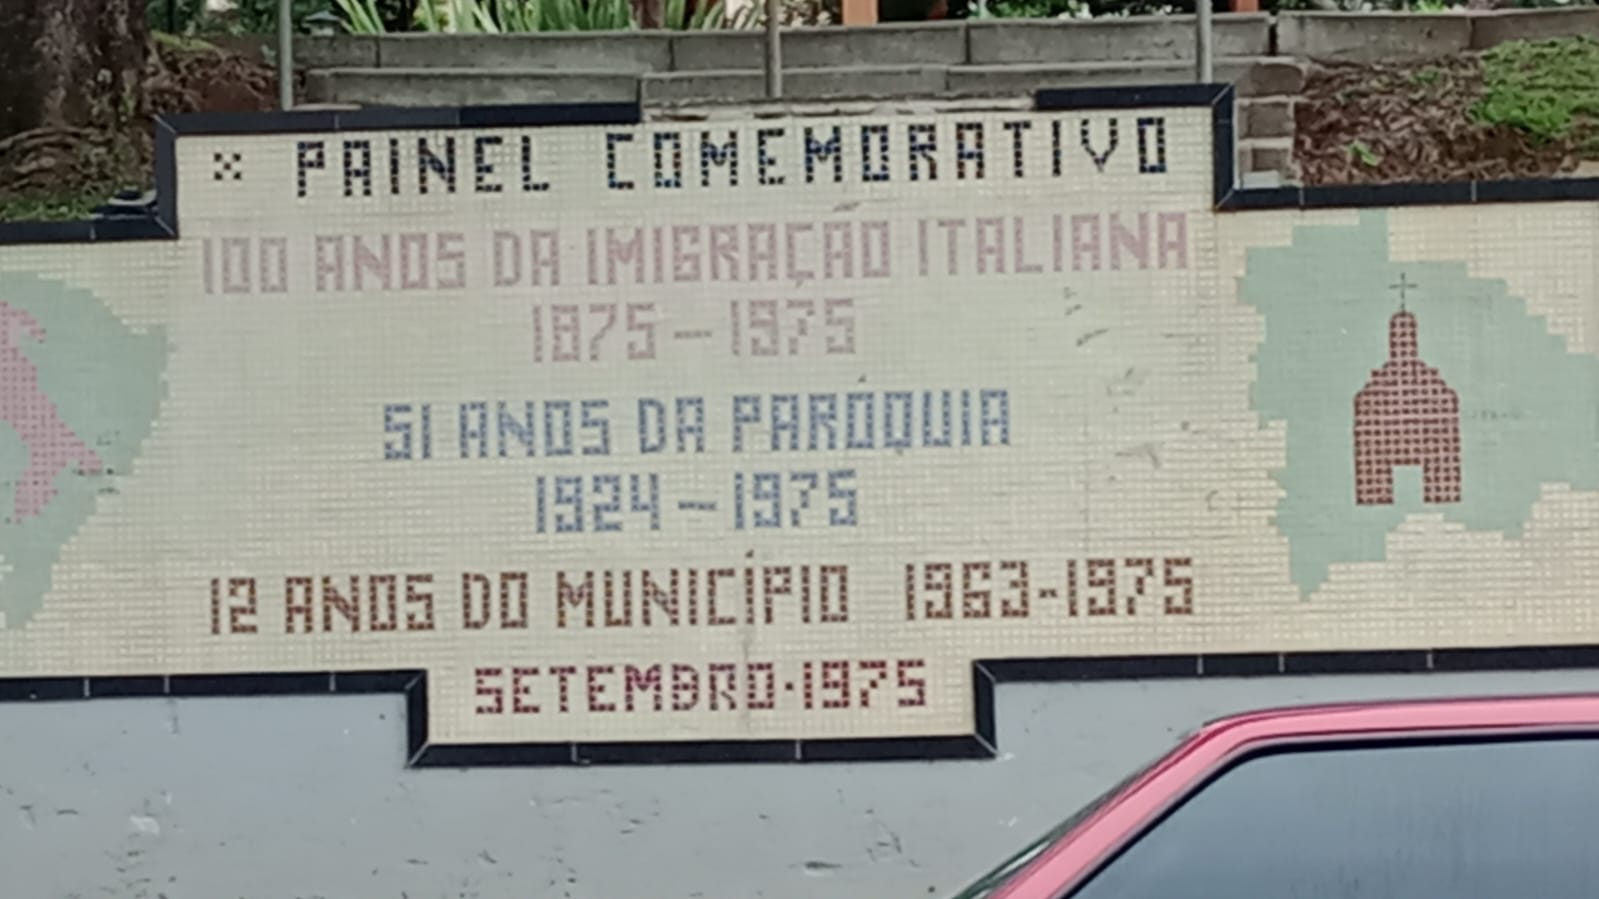 × PAINEL COMEMORATIVO
100 ANOS DA IMIGRAÇÃO ITALIANA
1875-1975
51 ANOS DA PARÓQUIA
1924-1975
12 ANOS DO MUNICÍPIO 1963-1975
SETEMBRO·1975